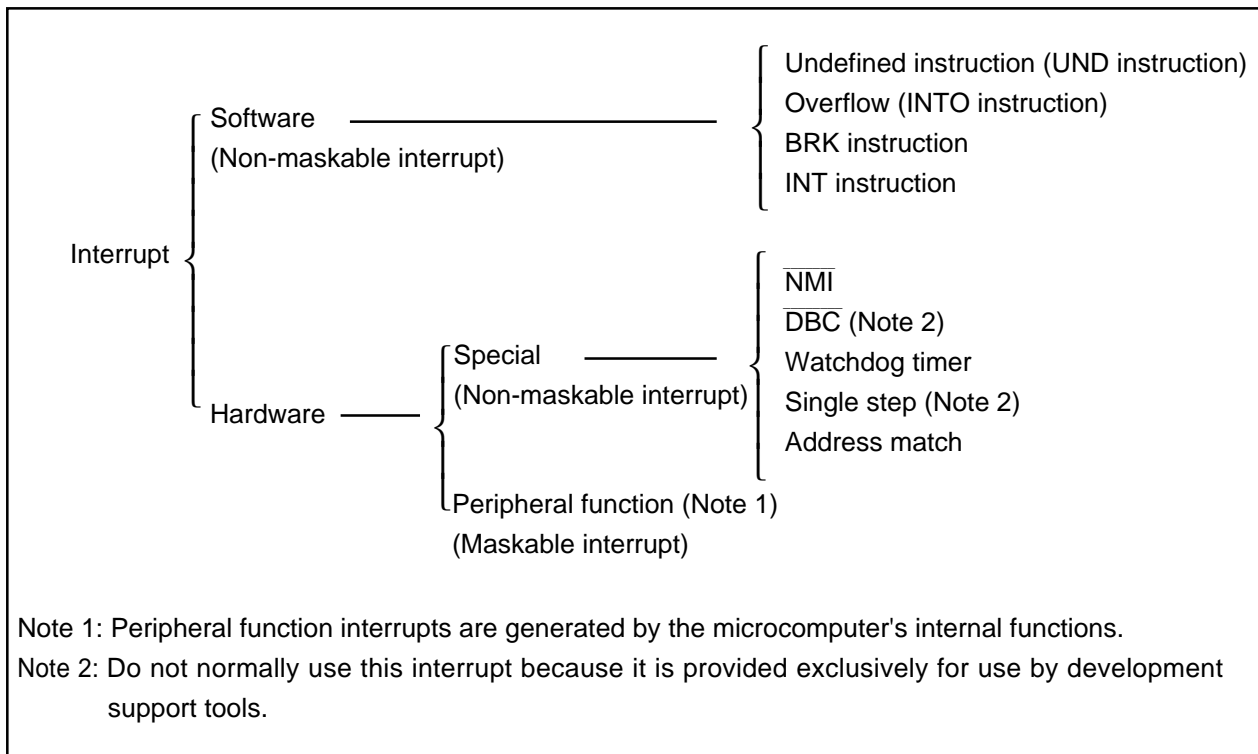 Undefined instruction (UND instruction)
Overflow (INTO instruction)
BRK instruction
INT instruction
Software
(Non-maskable interrupt)
Interrupt
NMI
DBC (Note 2)
Watchdog timer
Single step (Note 2)
Address match
Special
(Non-maskable interrupt)
Hardware
Peripheral function (Note 1)
(Maskable interrupt)
Note 1: Peripheral function interrupts are generated by the microcomputer's internal functions.
Note 2: Do not normally use this interrupt because it is provided exclusively for use by development
support tools.